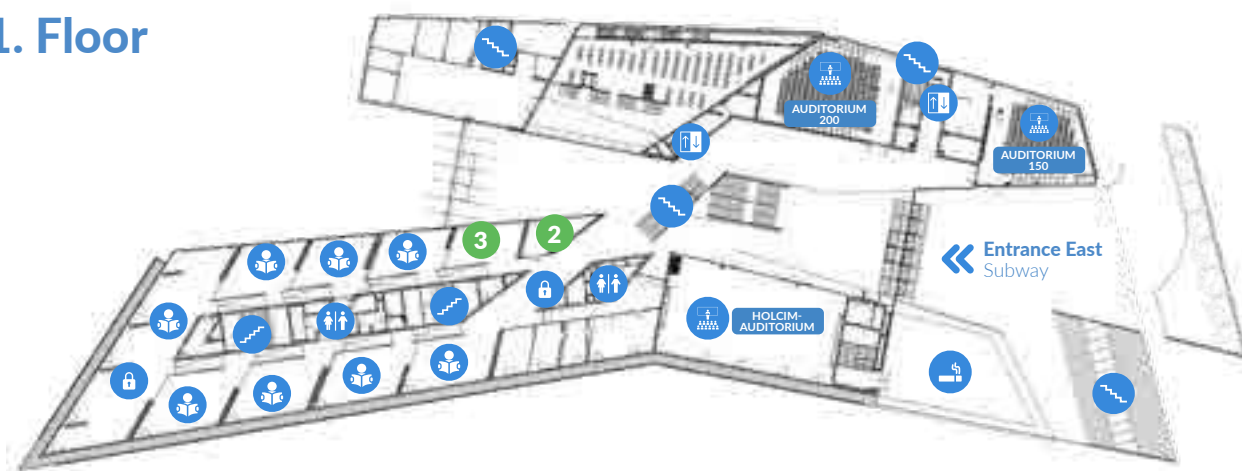 1. Floor
AUDITORIUM
200
AUDITORIUM
150
3
2
Entrance East
Subway
HOLCIM-
AUDITORIUM